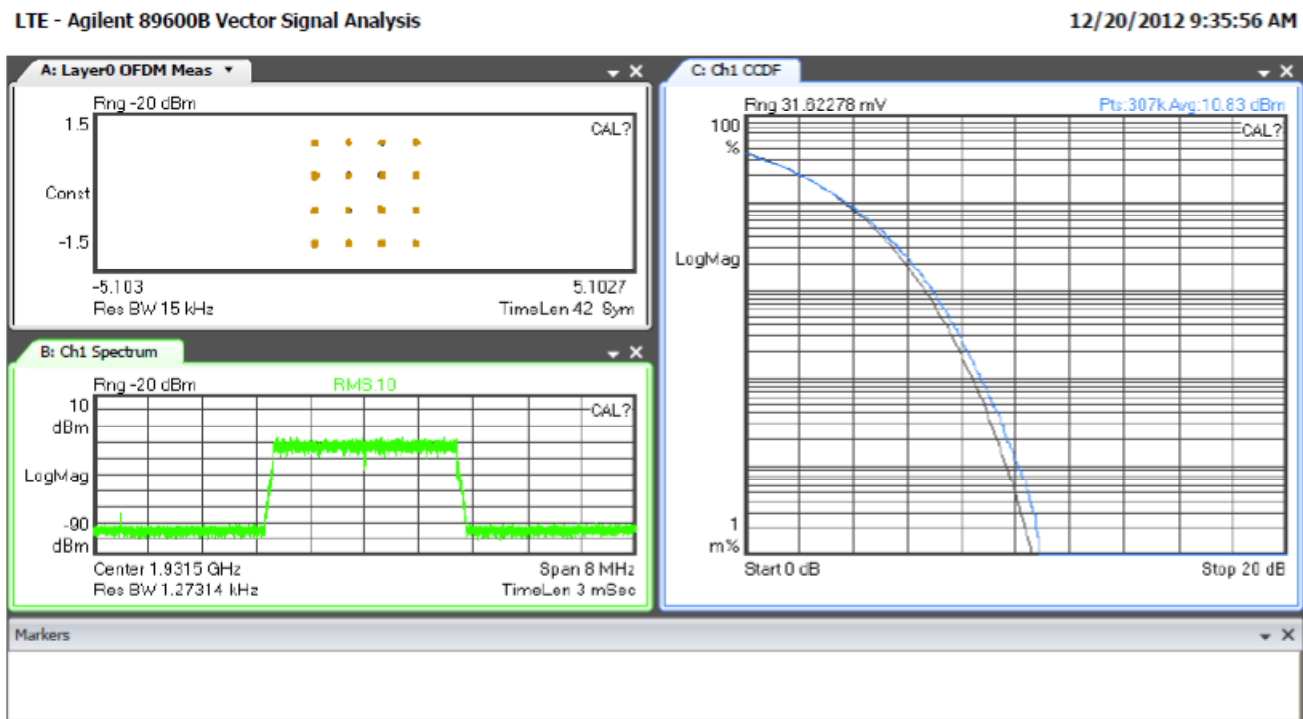 LTE - Agilent 89600B Vector Signal Analysis
12/20/2012 9:35:56 AM
A: Layer0 OFDM Meas
Rng -20 dBm
1.5
CAL?
Const
-1.5
-5.103
5.1027
Res BW 15 kHz
TimeLen 42 Sym
B: Ch1 Spectrum
Rng -20 dBm
RMS:10
10
dBm
CAL?
LogMag
-90
dBm
Center 1.9315 GHz
Span 8 MHz
Res BW 1.27314 kHz
TimeLen 3 mSec
C: Ch1 CCDF
Rng 31.62278 mV
Pts:307k Avg:10.83 dBm
100
%
CAL?
LogMag
1
m%
Start 0 dB
Stop 20 dB
Markers